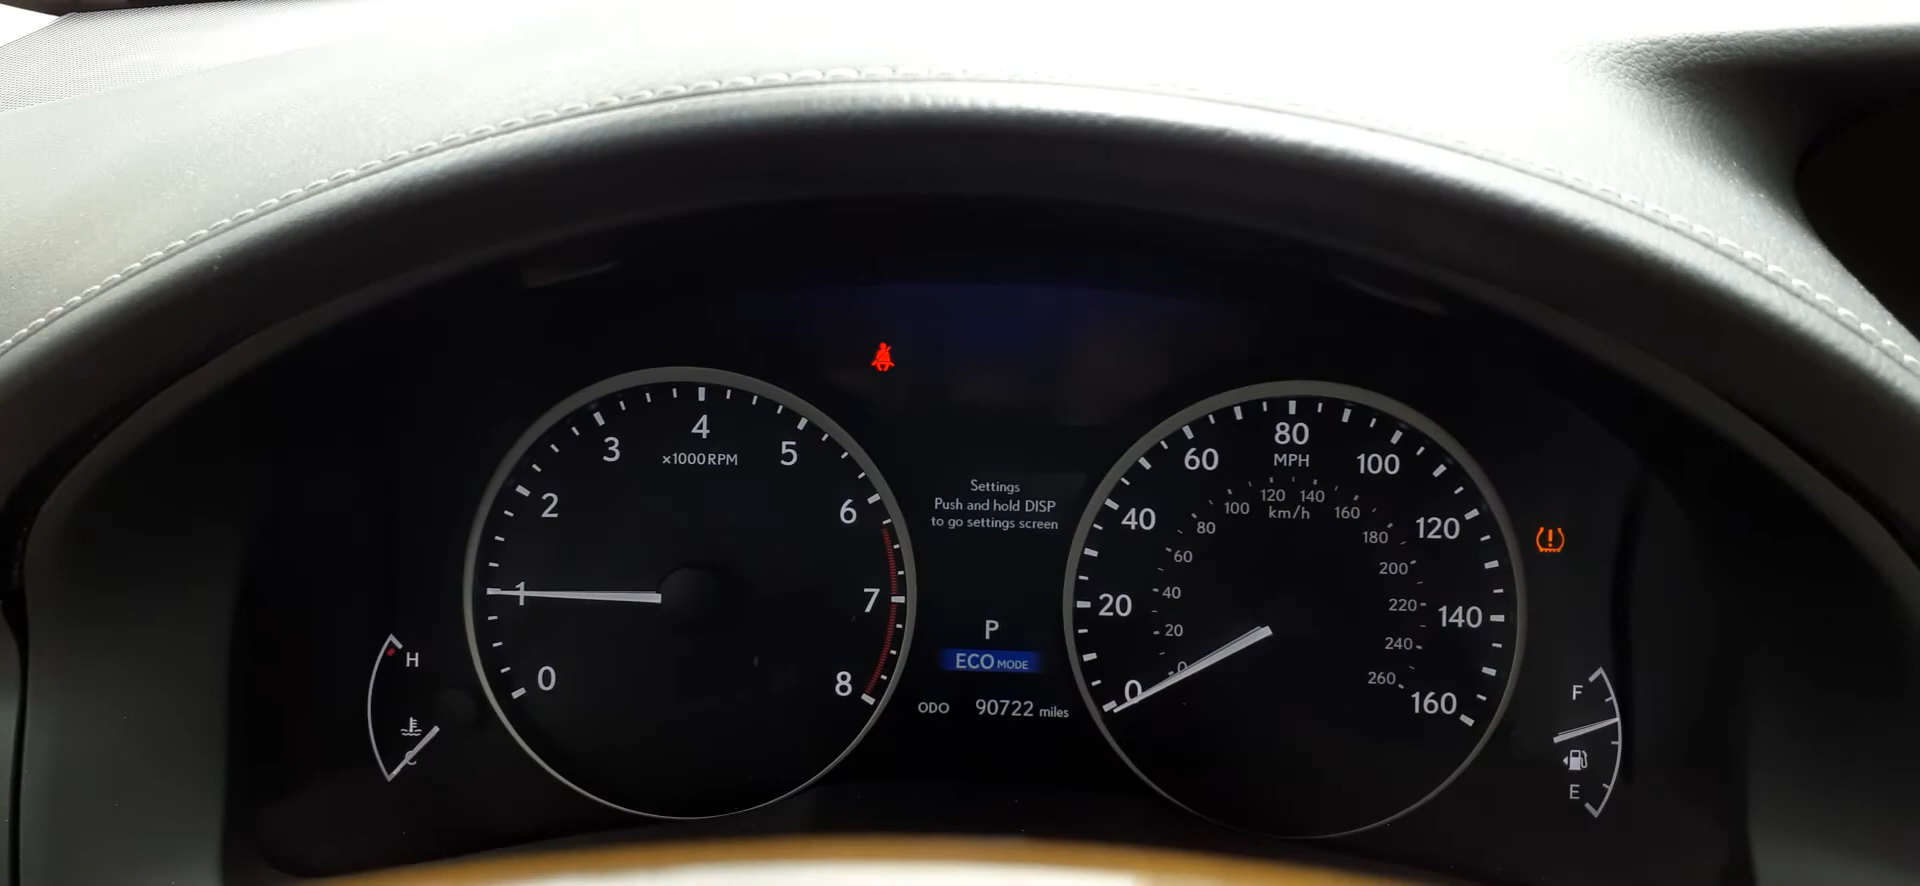 4
3
5
×1000RPM
2
6
1
7
0
8
H
C
Settings
Push and hold DISP
to go settings screen
P
ECO MODE
ODO 90722 miles
80
60
MPH
100
120 140
100
160
km/h
40
80
180
120
60
200
20
40
220
140
20
240
0
260
0
160
F
E